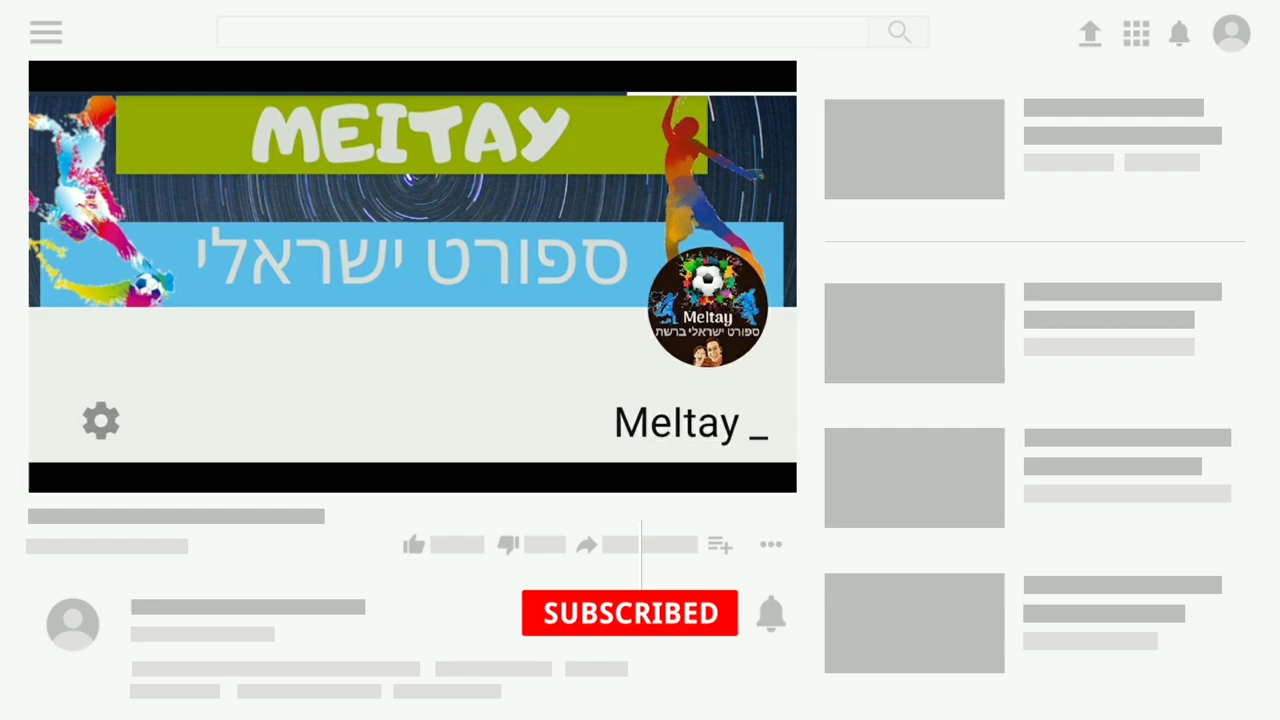 MEITAY
ספורט ישראלי
Meltay
ספורט ישראלי ברשת
Meltay _
SUBSCRIBED